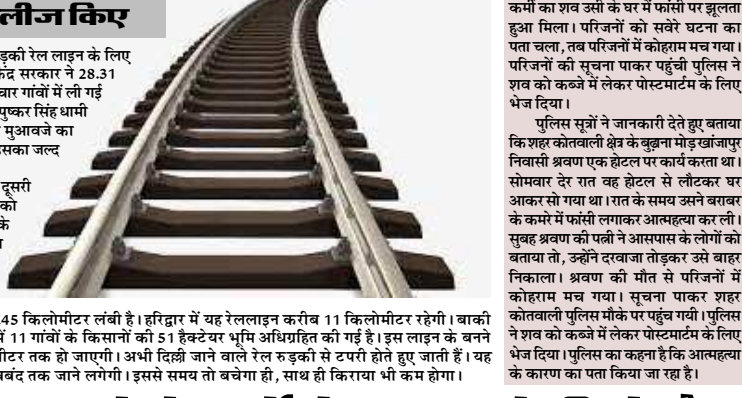 लीज किए
ड़की रेल लाइन के लिए
केंद्र सरकार ने 28.31
चार गांवों में ली गई
पुष्कर सिंह धामी
मुआवजे का
सका जल्द
दूसरी
को
के
.45 किलोमीटर लंबी है। हरिद्वार में यह रेललाइन करीब 11 किलोमीटर रहेगी। बाकी
में 11 गांवों के किसानों की 51 हैक्टेयर भूमि अधिग्रहित की गई है। इस लाइन के बनने
मीटर तक हो जाएगी। अभी दिल्ली जाने वाले रेल रुड़की से टपरी होते हुए जाती हैं। यह
बंद तक जाने लगेगी। इससे समय तो बचेगा ही, साथ ही किराया भी कम होगा।
कर्मी का शव उसी के घर में फांसी पर झूलता
हुआ मिला। परिजनों को सवेरे घटना का
पता चला, तब परिजनों में कोहराम मच गया।
परिजनों की सूचना पाकर पहुंची पुलिस ने
शव को कब्जे में लेकर पोस्टमार्टम के लिए
भेज दिया।
पुलिस सूत्रों ने जानकारी देते हुए बताया
कि शहर कोतवाली क्षेत्र के बुढ़ाना मोड़ खांजापुर
निवासी श्रवण एक होटल पर कार्य करता था।
सोमवार देर रात वह होटल से लौटकर घर
आकर सो गया था। रात के समय उसने बराबर
के कमरे में फांसी लगाकर आत्महत्या कर ली।
सुबह श्रवण की पत्नी ने आसपास के लोगों को
बताया तो, उन्होंने दरवाजा तोड़कर उसे बाहर
निकाला। श्रवण की मौत से परिजनों में
कोहराम मच गया। सूचना पाकर शहर
कोतवाली पुलिस मौके पर पहुंच गयी। पुलिस
ने शव को कब्जे में लेकर पोस्टमार्टम के लिए
भेज दिया। पुलिस का कहना है कि आत्महत्या
के कारण का पता किया जा रहा है।